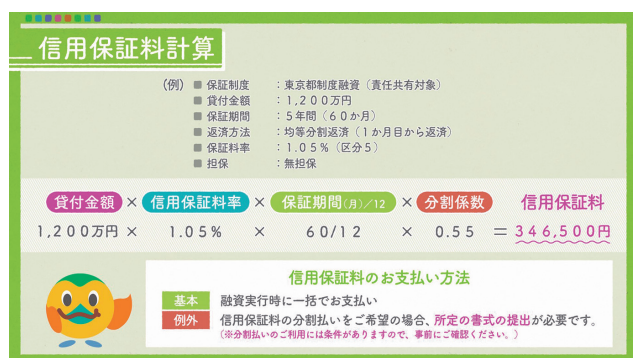 信用保証料計算
(例) ■ 保証制度 ：東京都制度融資（責任共有対象）
■ 貸付金額 ：1,200万円
■ 保証期間 ：5年間（60か月）
■ 返済方法 ：均等分割返済（1か月目から返済）
■ 保証料率 ：1.05％（区分5）
■ 担保 ：無担保
貸付金額 × 信用保証料率 × 保証期間(月)/12 × 分割係数 信用保証料
1,200万円 × 1.05% × 60/12 × 0.55 ＝ 346,500円
信用保証料のお支払い方法
基本 融資実行時に一括でお支払い
例外 信用保証料の分割払いをご希望の場合、所定の書式の提出が必要です。
（※分割払いのご利用には条件がありますので、事前にご確認ください。）